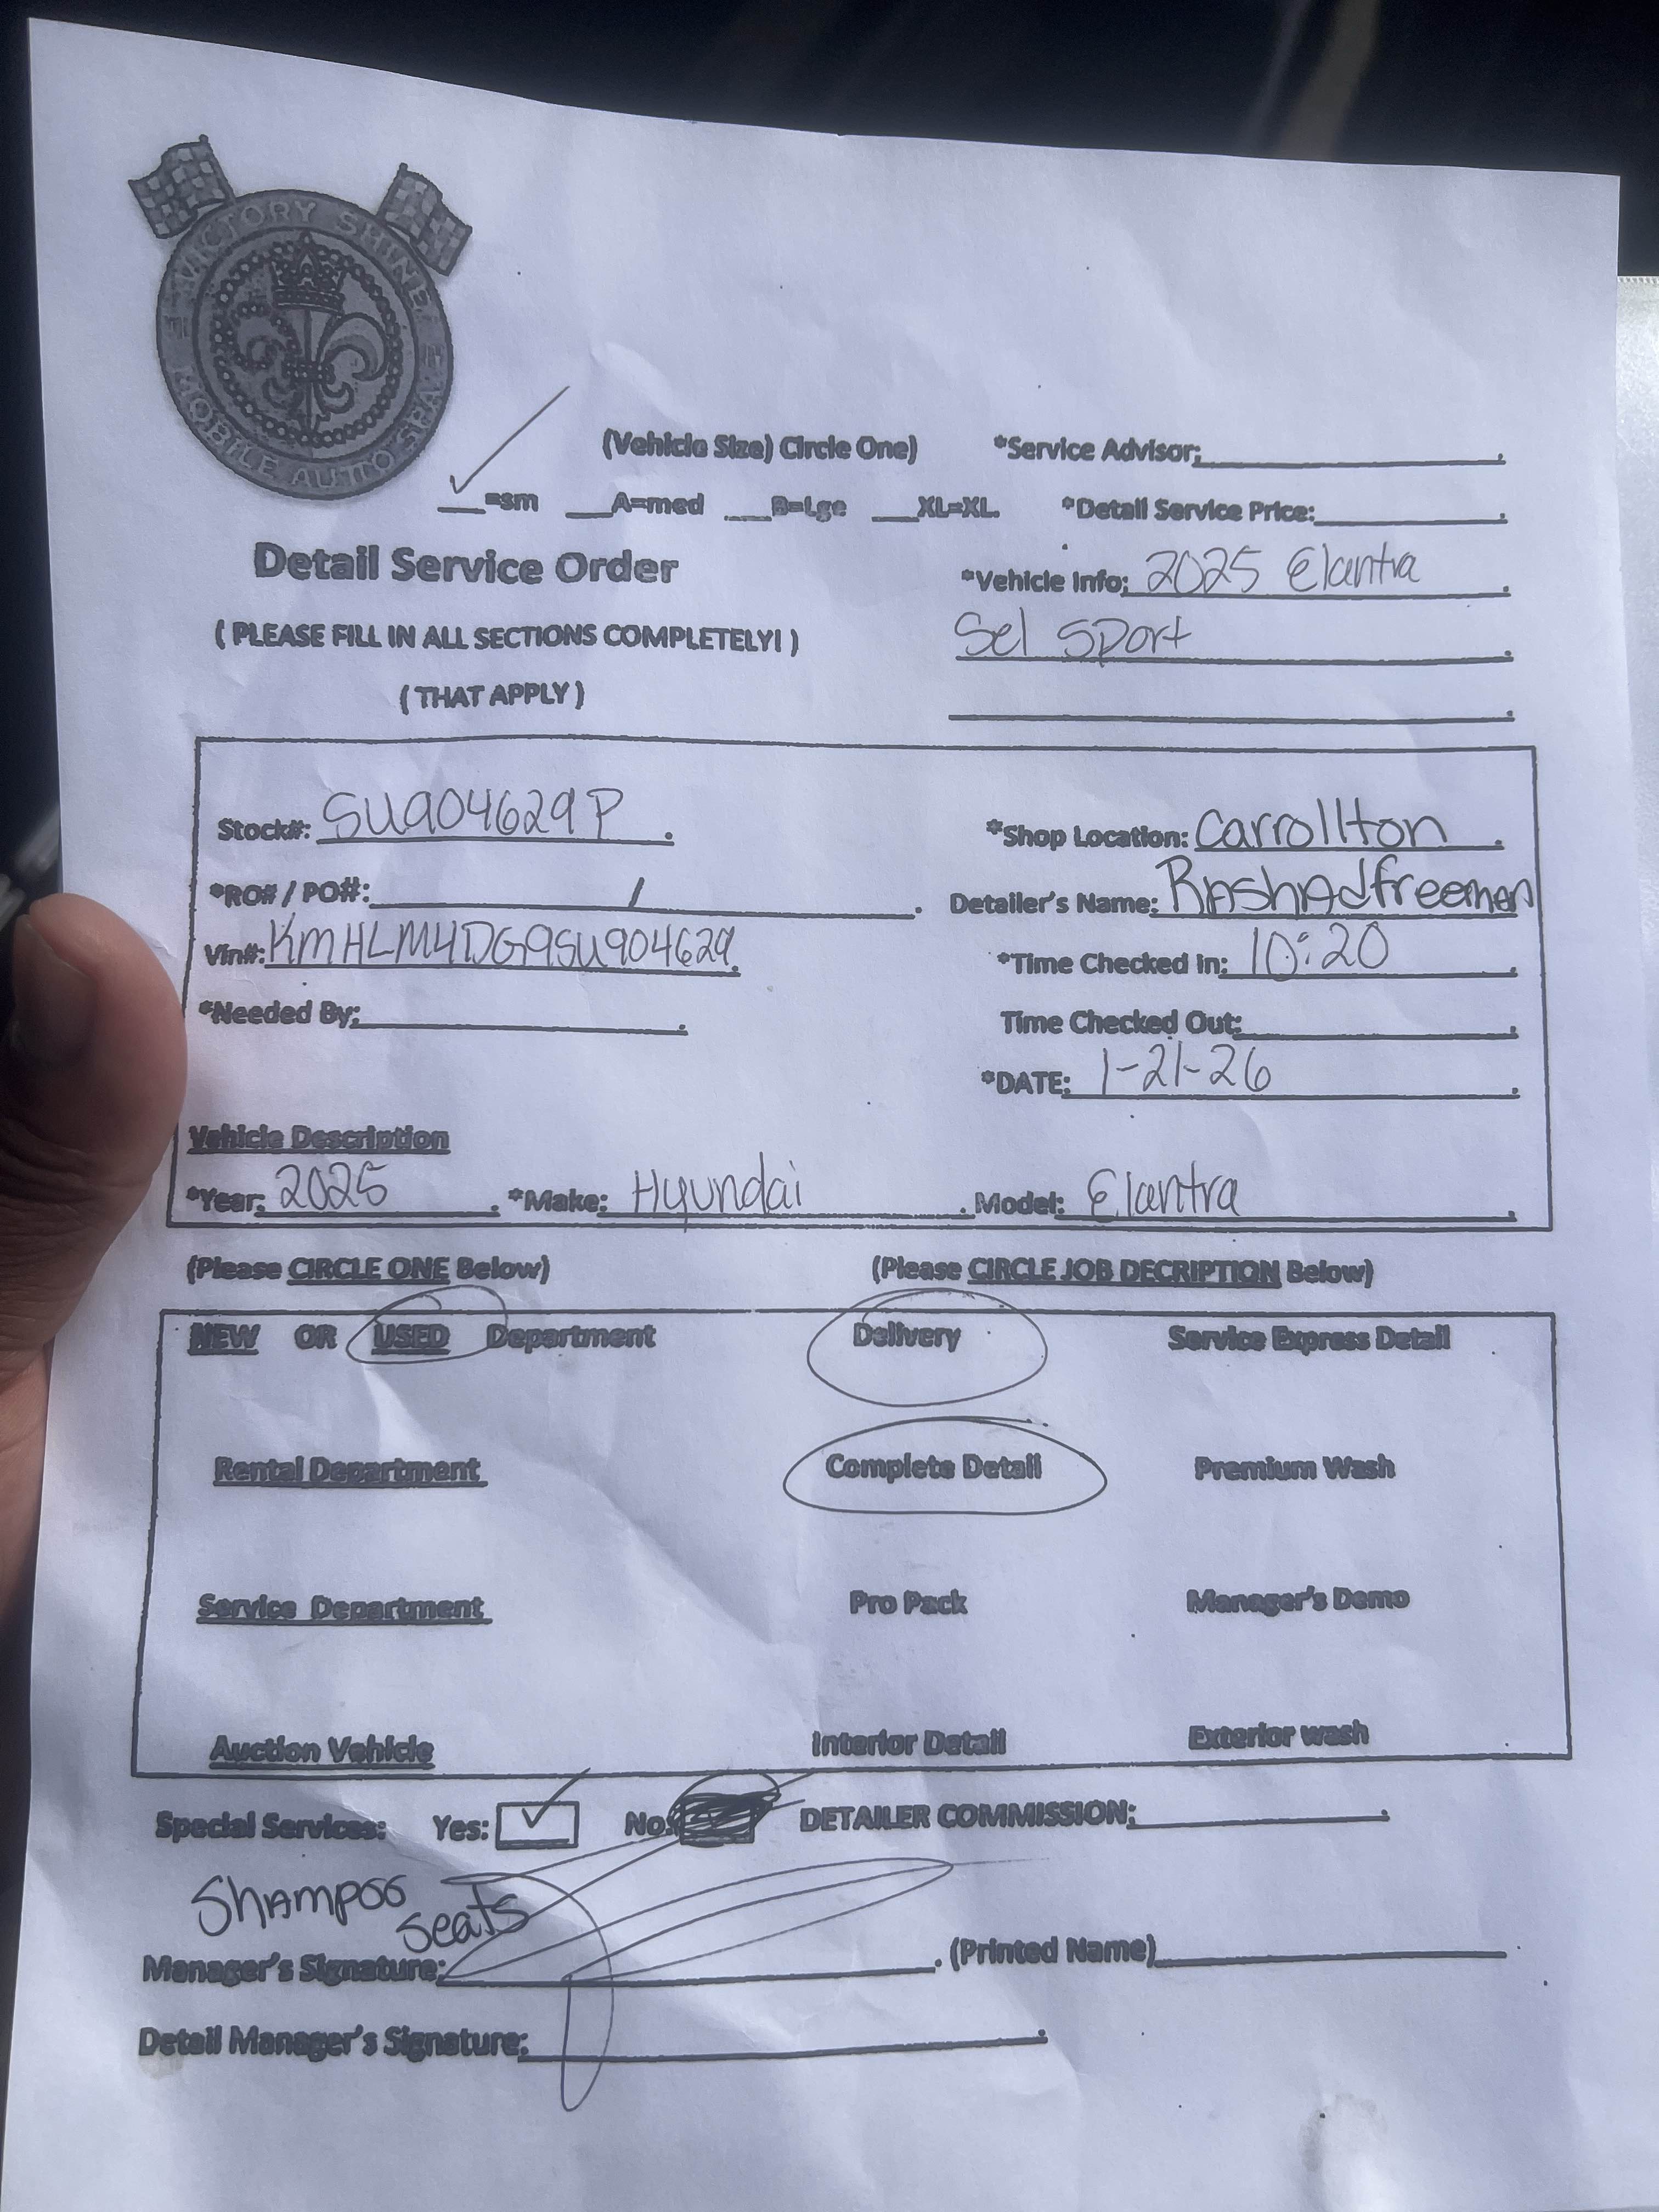 VICTORY SHINE
MOBILE AUTO SPA
(Vehicle Size) Circle One) *Service Advisor:
=sm A=med B=Lge XL=XL. *Detail Service Price:
Detail Service Order
*Vehicle Info: 2025 Elantra
( PLEASE FILL IN ALL SECTIONS COMPLETELY! ) Sel Sport
( THAT APPLY )
Stock#: SU904629P *Shop Location: Carrollton
*RO# / PO#: / Detailer's Name: RAShAdfreeman
Vin#: KMHLM4DG9SU904629 *Time Checked in: 10:20
*Needed By: Time Checked Out:
*DATE: 1-21-26
Vehicle Description
*Year: 2025 *Make: Hyundai Model: Elantra
(Please CIRCLE ONE Below) (Please CIRCLE JOB DECRIPTION Below)
NEW OR USED Department Delivery Service Express Detail
Rental Department Complete Detail Premium Wash
Service Department Pro Pack Manager's Demo
Auction Vehicle Interior Detail Exterior wash
Special Services: Yes: No: DETAILER COMMISSION:
Shampoo seats
Manager's Signature: (Printed Name)
Detail Manager's Signature: